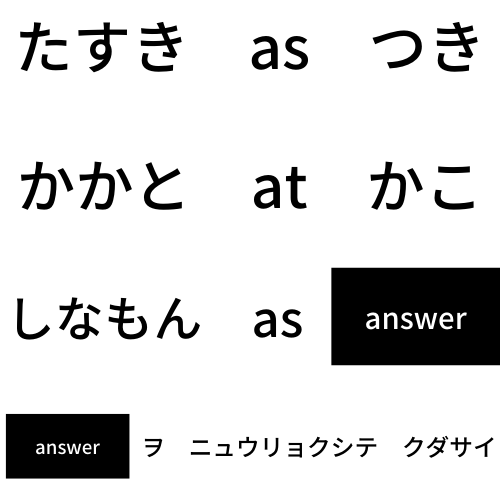 たすき as つき
かかと at かこ
しなもん as answer
answer ヲ ニュウリョクシテ クダサイ